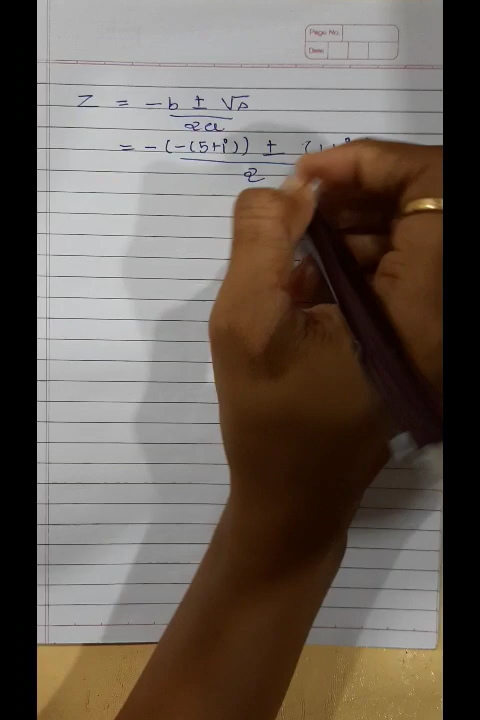 Page No.
Date
Z = -b ± √D
2a
= -(-(5+i)) ±
2